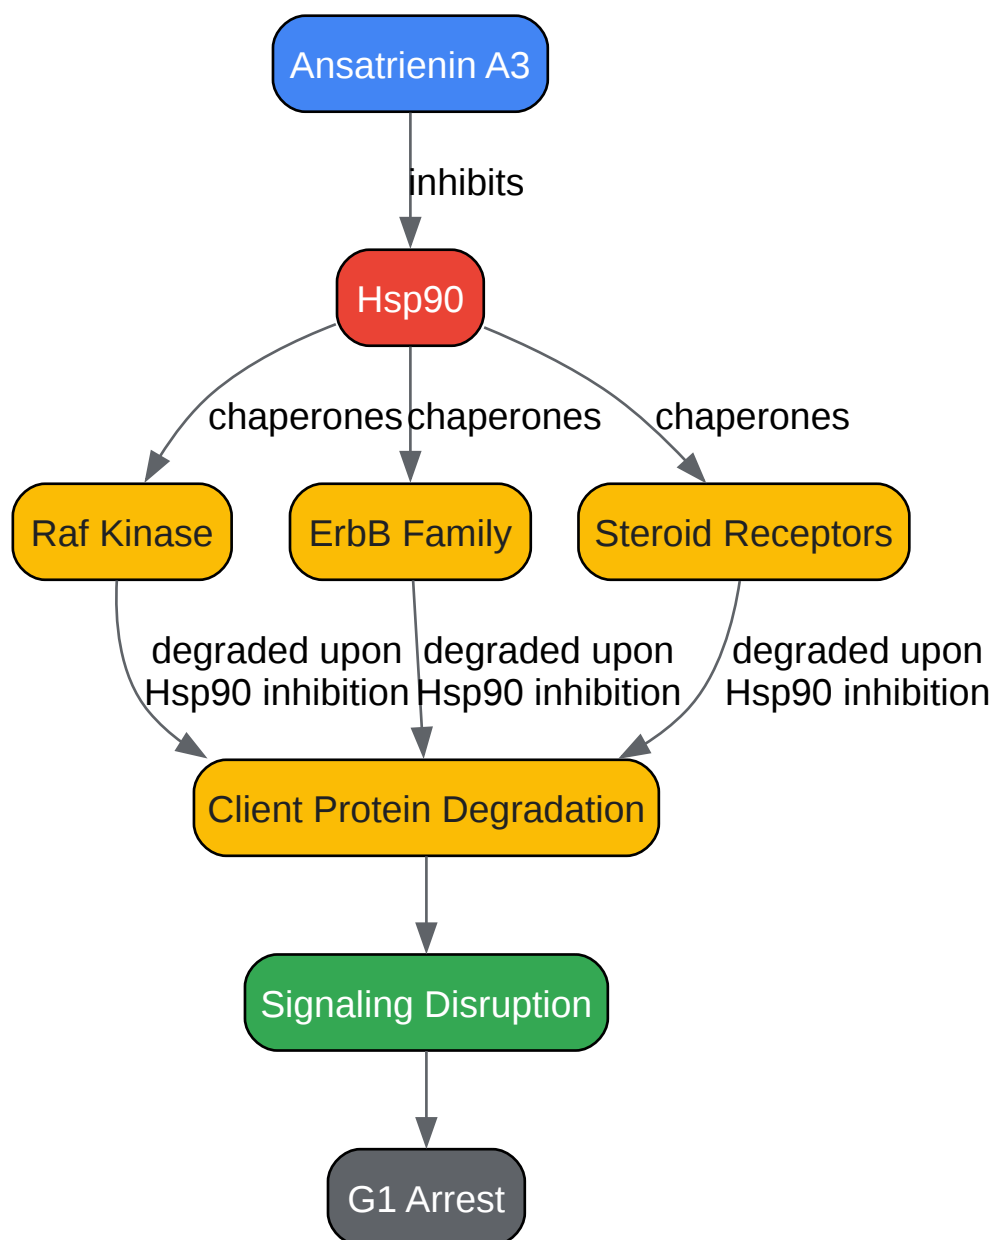 Ansatrienin A3
inhibits
Hsp90
chaperones
chaperones
chaperones
Raf Kinase
ErbB Family
Steroid Receptors
degraded upon
Hsp90 inhibition
degraded upon
Hsp90 inhibition
degraded upon
Hsp90 inhibition
Client Protein Degradation
Signaling Disruption
G1 Arrest